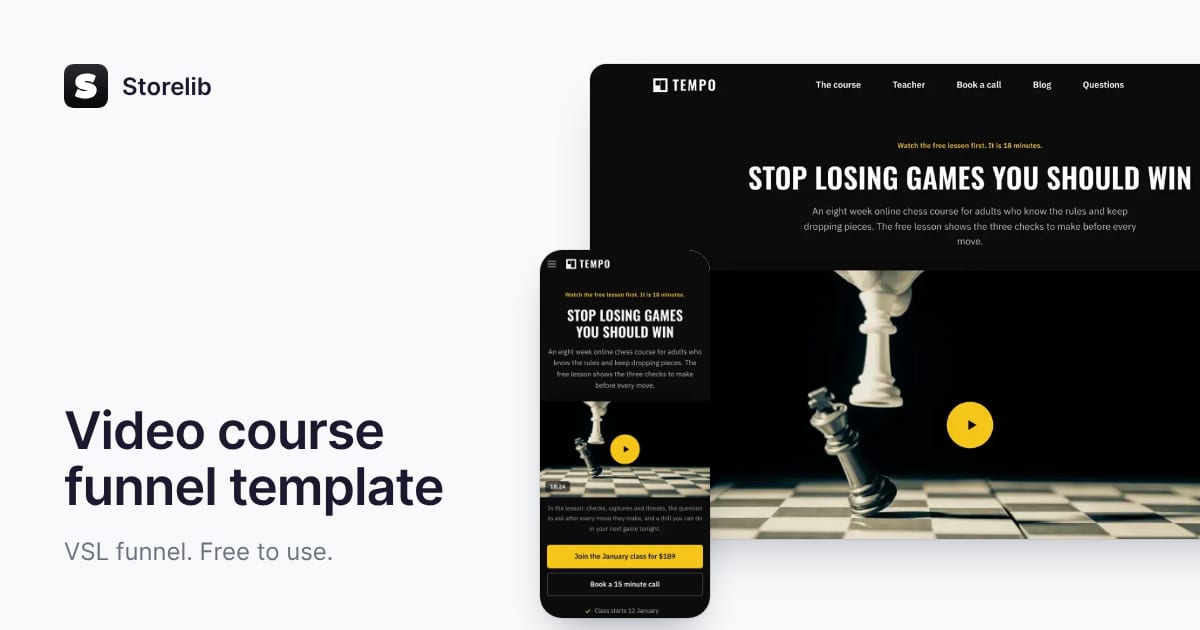 Storelib
Video course
funnel template
VSL funnel. Free to use.
TEMPO
The course
Teacher
Book a call
Blog
Questions
Watch the free lesson first. It is 18 minutes.
STOP LOSING GAMES YOU SHOULD WIN
An eight week online chess course for adults who know the rules and keep
dropping pieces. The free lesson shows the three checks to make before every
move.
TEMPO
Watch the free lesson first. It is 18 minutes.
STOP LOSING GAMES
YOU SHOULD WIN
An eight week online chess course for adults who
know the rules and keep dropping pieces. The
free lesson shows the three checks to make
before every move.
18:24
In the lesson: checks, captures and threats, the question
to ask after every move they make, and a drill you can do
in your next game tonight.
Join the January class for $189
Book a 15 minute call
Class starts 12 January